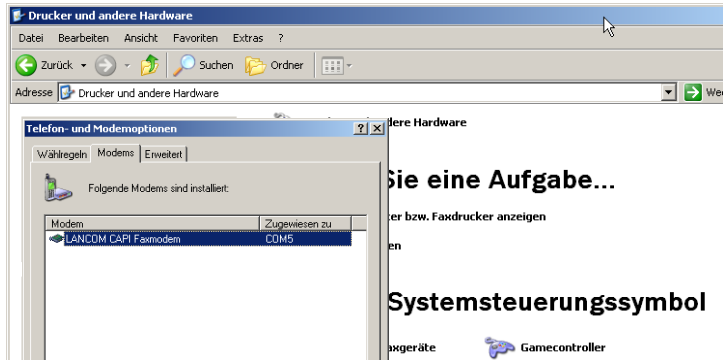 Drucker und andere Hardware
Datei Bearbeiten Ansicht Favoriten Extras ?
Zurück Suchen Ordner
Adresse Drucker und andere Hardware We
dere Hardware
Telefon- und Modemoptionen
Wählregeln Modems Erweitert
Folgende Modems sind installiert:
Modem Zugewiesen zu
LANCOM CAPI Faxmodem COM5
Sie eine Aufgabe...
ker bzw. Faxdrucker anzeigen
en
Systemsteuerungssymbol
axgeräte Gamecontroller